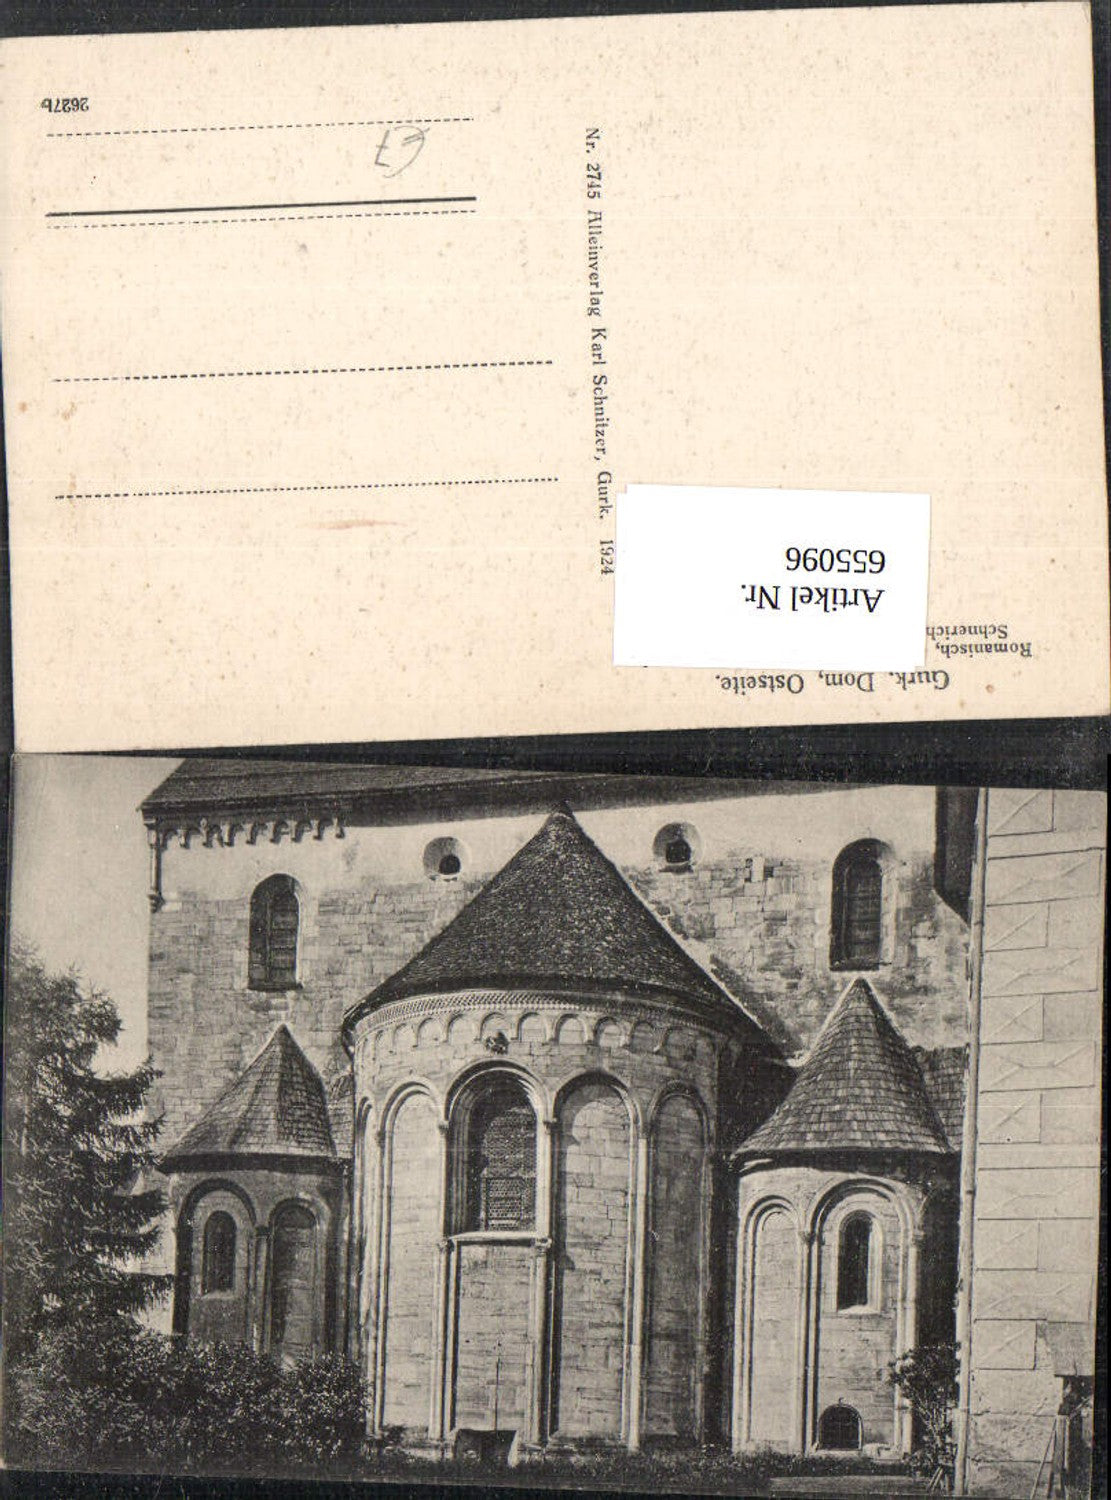 Gurk. Dom, Ostseite.
Romanisch,
Schnerich
Artikel Nr.
655096
Nr. 2745 Alleinverlag Karl Schnitzer, Gurk. 1924
2627b